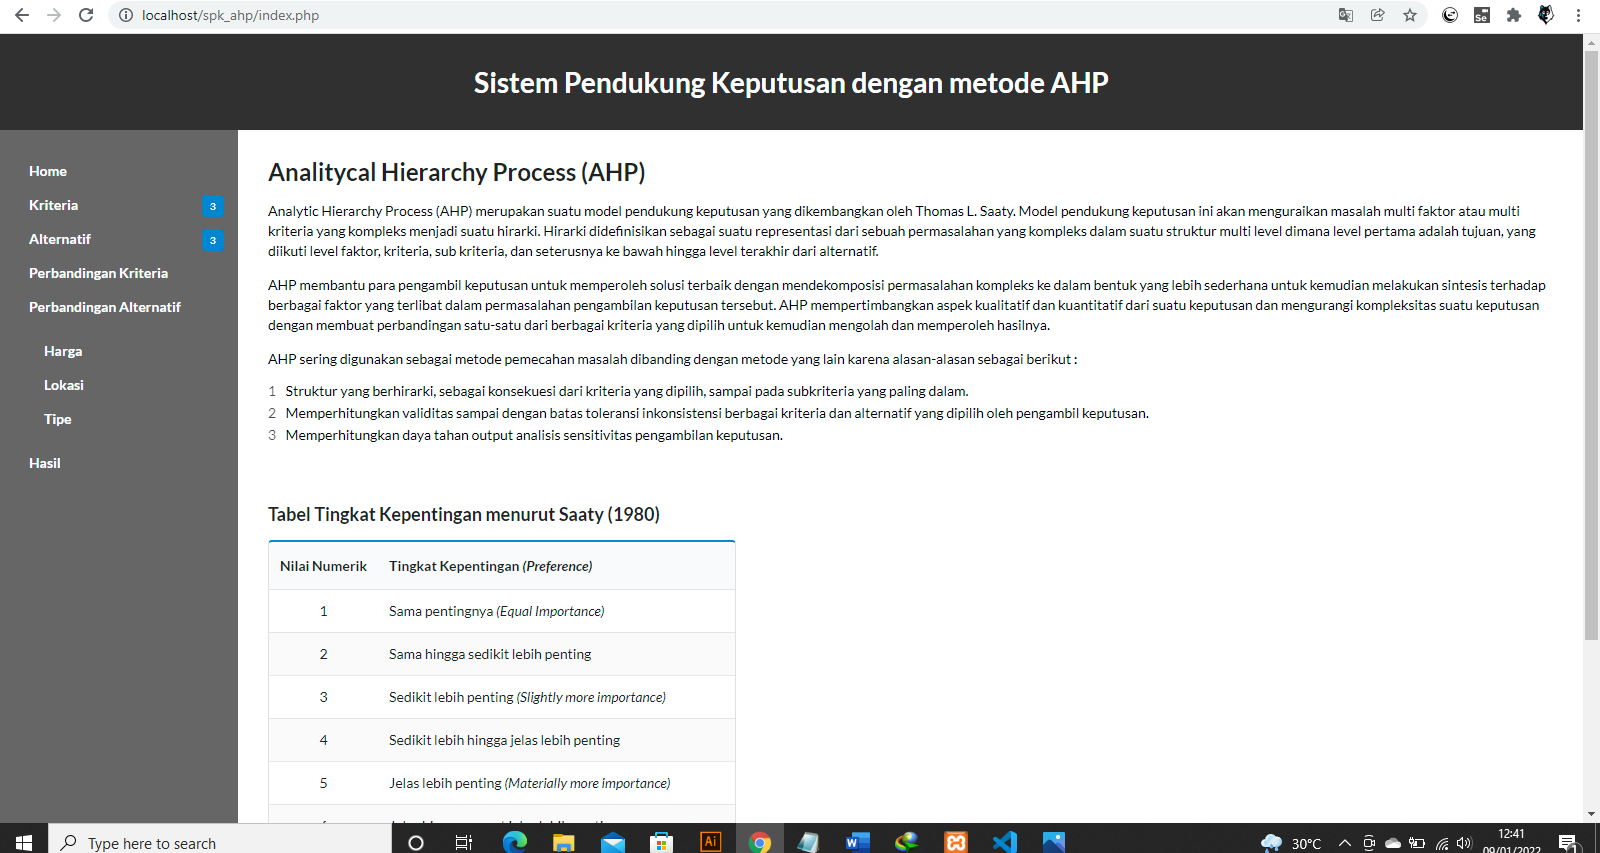 localhost/spk_ahp/index.php
Se
Sistem Pendukung Keputusan dengan metode AHP
Home
Kriteria 3
Alternatif 3
Perbandingan Kriteria
Perbandingan Alternatif
Harga
Lokasi
Tipe
Hasil
Analitycal Hierarchy Process (AHP)
Analytic Hierarchy Process (AHP) merupakan suatu model pendukung keputusan yang dikembangkan oleh Thomas L. Saaty. Model pendukung keputusan ini akan menguraikan masalah multi faktor atau multi
kriteria yang kompleks menjadi suatu hirarki. Hirarki didefinisikan sebagai suatu representasi dari sebuah permasalahan yang kompleks dalam suatu struktur multi level dimana level pertama adalah tujuan, yang
diikuti level faktor, kriteria, sub kriteria, dan seterusnya ke bawah hingga level terakhir dari alternatif.
AHP membantu para pengambil keputusan untuk memperoleh solusi terbaik dengan mendekomposisi permasalahan kompleks ke dalam bentuk yang lebih sederhana untuk kemudian melakukan sintesis terhadap
berbagai faktor yang terlibat dalam permasalahan pengambilan keputusan tersebut. AHP mempertimbangkan aspek kualitatif dan kuantitatif dari suatu keputusan dan mengurangi kompleksitas suatu keputusan
dengan membuat perbandingan satu-satu dari berbagai kriteria yang dipilih untuk kemudian mengolah dan memperoleh hasilnya.
AHP sering digunakan sebagai metode pemecahan masalah dibanding dengan metode yang lain karena alasan-alasan sebagai berikut :
1 Struktur yang berhirarki, sebagai konsekuesi dari kriteria yang dipilih, sampai pada subkriteria yang paling dalam.
2 Memperhitungkan validitas sampai dengan batas toleransi inkonsistensi berbagai kriteria dan alternatif yang dipilih oleh pengambil keputusan.
3 Memperhitungkan daya tahan output analisis sensitivitas pengambilan keputusan.
Tabel Tingkat Kepentingan menurut Saaty (1980)
Nilai Numerik Tingkat Kepentingan (Preference)
1 Sama pentingnya (Equal Importance)
2 Sama hingga sedikit lebih penting
3 Sedikit lebih penting (Slightly more importance)
4 Sedikit lebih hingga jelas lebih penting
5 Jelas lebih penting (Materially more importance)
Type here to search
Ai
W
30°C
12:41
09/01/2022
1